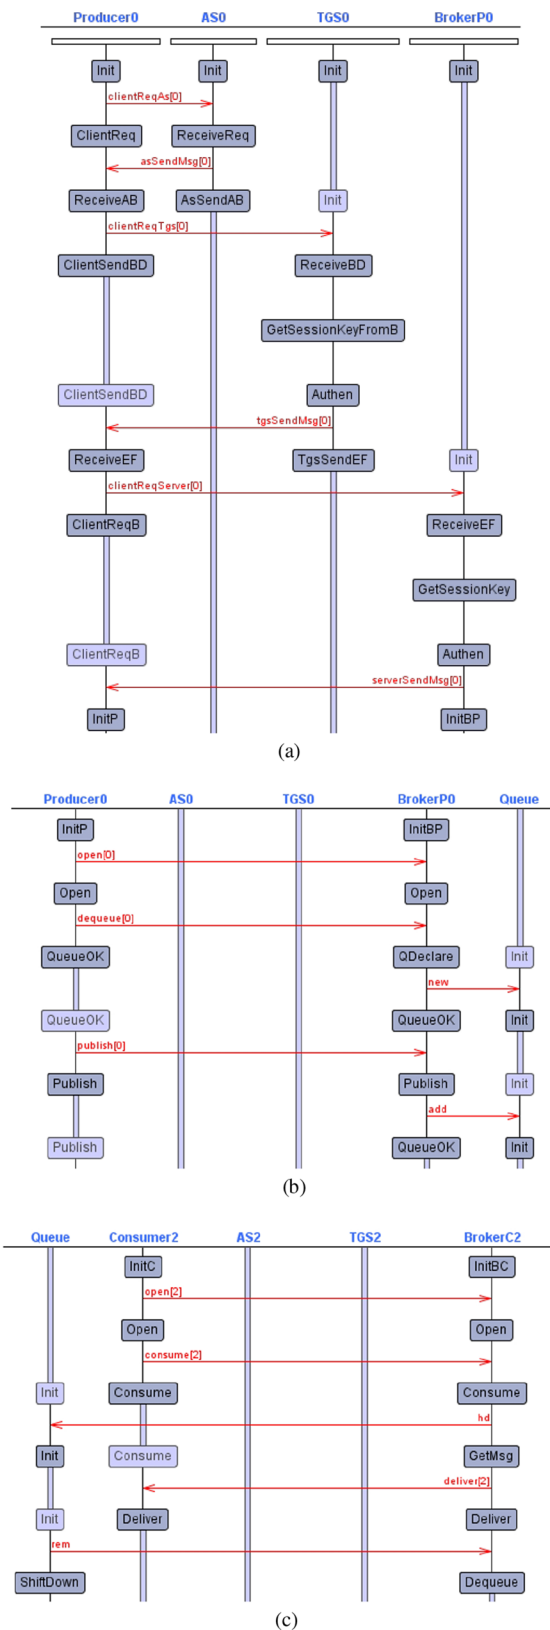 Producer0 AS0 TGS0 BrokerP0
Init Init Init Init
clientReqAs[0]
ClientReq ReceiveReq
asSendMsg[0]
ReceiveAB AsSendAB Init
clientReqTgs[0]
ClientSendBD ReceiveBD
GetSessionKeyFromB
ClientSendBD Authen
tgsSendMsg[0]
ReceiveEF TgsSendEF Init
clientReqServer[0]
ClientReqB ReceiveEF
GetSessionKey
ClientReqB Authen
serverSendMsg[0]
InitP InitBP
(a)
Producer0 AS0 TGS0 BrokerP0 Queue
InitP InitBP
open[0]
Open Open
dequeue[0]
QueueOK QDeclare Init
new
QueueOK QueueOK Init
publish[0]
Publish Publish Init
add
Publish QueueOK Init
(b)
Queue Consumer2 AS2 TGS2 BrokerC2
InitC InitBC
open[2]
Open Open
consume[2]
Init Consume Consume
hd
Init Consume GetMsg
deliver[2]
Init Deliver Deliver
rem
ShiftDown Dequeue
(c)